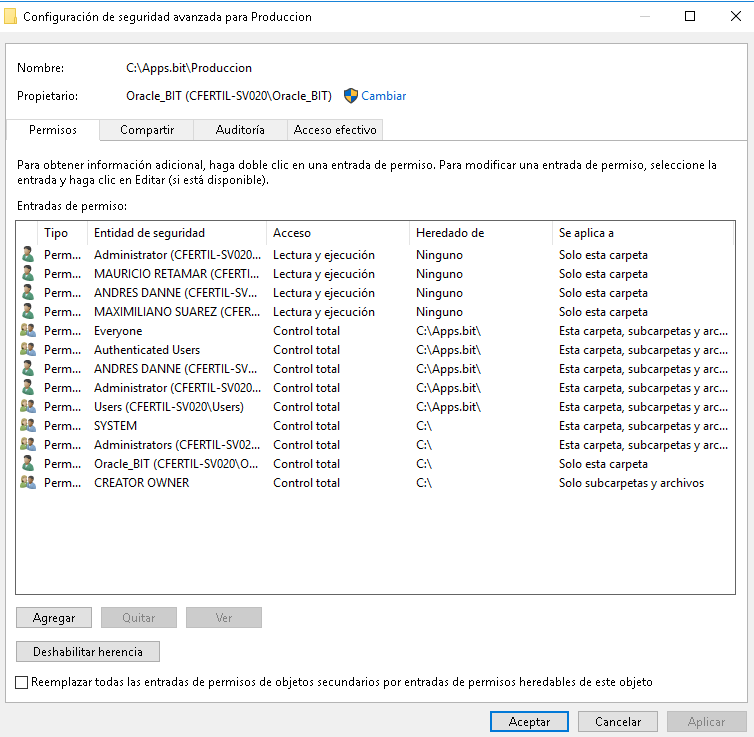 Configuración de seguridad avanzada para Produccion
Nombre: C:\Apps.bit\Produccion
Propietario: Oracle_BIT (CFERTIL-SV020\Oracle_BIT) Cambiar
Permisos Compartir Auditoría Acceso efectivo
Para obtener información adicional, haga doble clic en una entrada de permiso. Para modificar una entrada de permiso, seleccione la
entrada y haga clic en Editar (si está disponible).
Entradas de permiso:
Tipo Entidad de seguridad Acceso Heredado de Se aplica a
Perm... Administrator (CFERTIL-SV020... Lectura y ejecución Ninguno Solo esta carpeta
Perm... MAURICIO RETAMAR (CFERTI... Lectura y ejecución Ninguno Solo esta carpeta
Perm... ANDRES DANNE (CFERTIL-SV... Lectura y ejecución Ninguno Solo esta carpeta
Perm... MAXIMILIANO SUAREZ (CFER... Lectura y ejecución Ninguno Solo esta carpeta
Perm... Everyone Control total C:\Apps.bit\ Esta carpeta, subcarpetas y arc...
Perm... Authenticated Users Control total C:\Apps.bit\ Esta carpeta, subcarpetas y arc...
Perm... ANDRES DANNE (CFERTIL-SV... Control total C:\Apps.bit\ Esta carpeta, subcarpetas y arc...
Perm... Administrator (CFERTIL-SV020... Control total C:\Apps.bit\ Esta carpeta, subcarpetas y arc...
Perm... Users (CFERTIL-SV020\Users) Control total C:\Apps.bit\ Esta carpeta, subcarpetas y arc...
Perm... SYSTEM Control total C:\ Esta carpeta, subcarpetas y arc...
Perm... Administrators (CFERTIL-SV02... Control total C:\ Esta carpeta, subcarpetas y arc...
Perm... Oracle_BIT (CFERTIL-SV020\O... Control total C:\ Solo esta carpeta
Perm... CREATOR OWNER Control total C:\ Solo subcarpetas y archivos
Agregar Quitar Ver
Deshabilitar herencia
Reemplazar todas las entradas de permisos de objetos secundarios por entradas de permisos heredables de este objeto
Aceptar Cancelar Aplicar